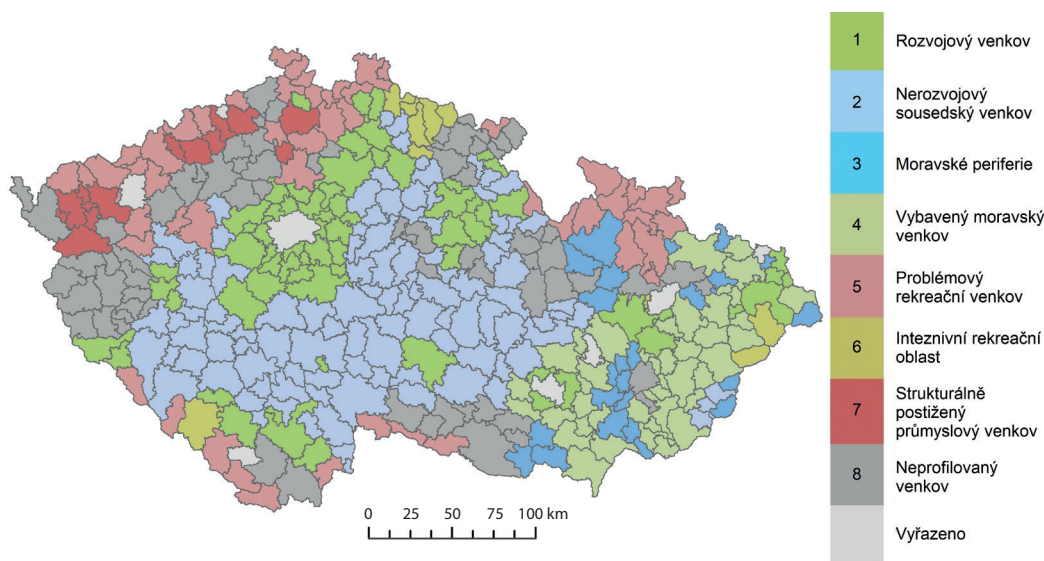 1 Rozvojový venkov
2 Nerozvojový
sousedský venkov
3 Moravské periferie
4 Vybavený moravský
venkov
5 Problémový
rekreační venkov
6 Inteznivní rekreační
oblast
7 Strukturálně
postižený
průmyslový venkov
8 Neprofilovaný
venkov
Vyřazeno
0 25 50 75 100 km